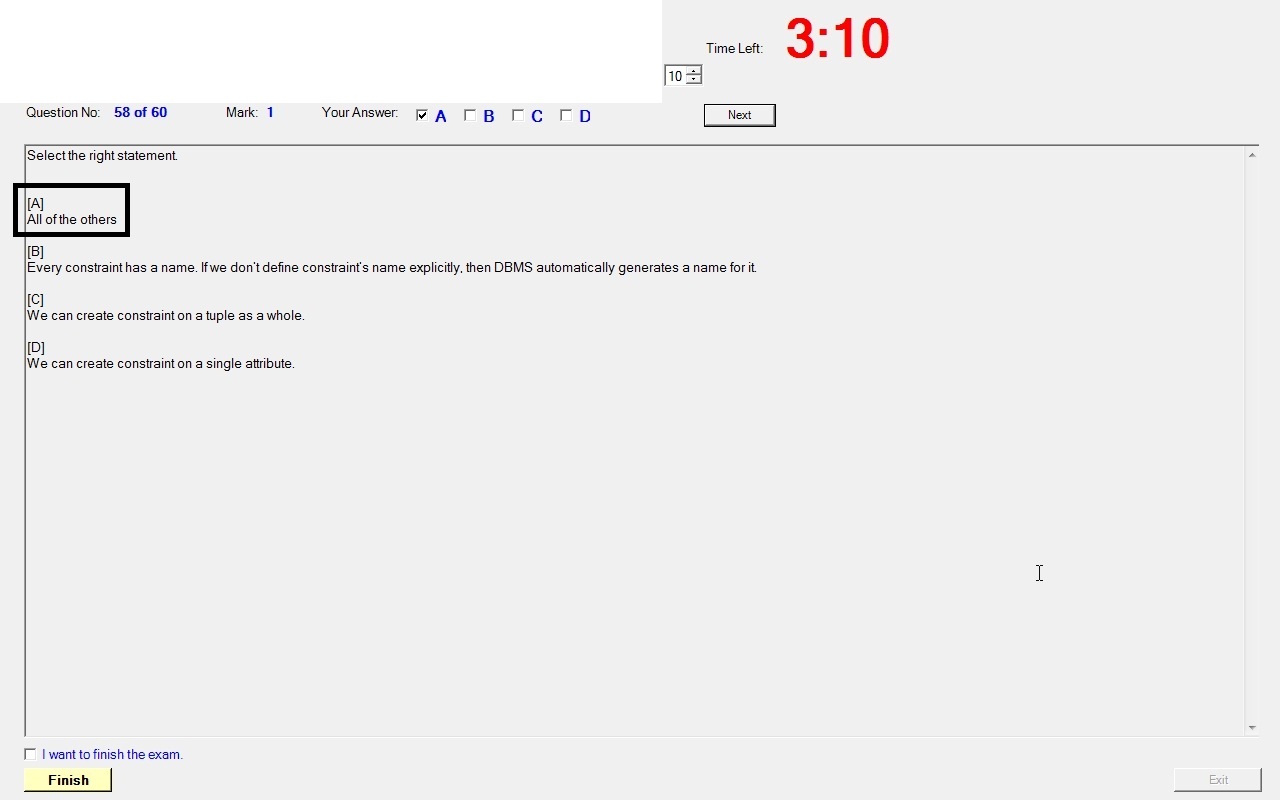 Time Left: 3:10
10
Question No: 58 of 60 Mark: 1 Your Answer: A B C D Next
Select the right statement.
[A]
All of the others
[B]
Every constraint has a name. If we don't define constraint's name explicitly, then DBMS automatically generates a name for it.
[C]
We can create constraint on a tuple as a whole.
[D]
We can create constraint on a single attribute.
I want to finish the exam.
Finish Exit